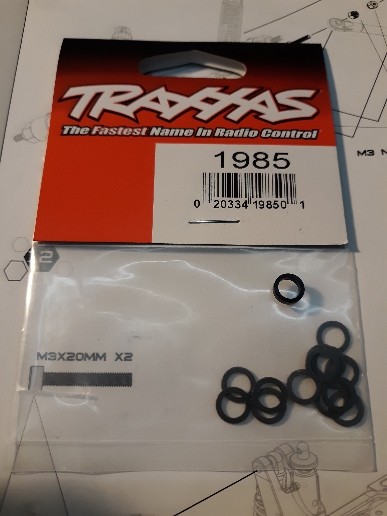 TRAXXAS
The Fastest Name In Radio Control
1985
0 20334 19850 1
M3 N
2
M3X20MM X2